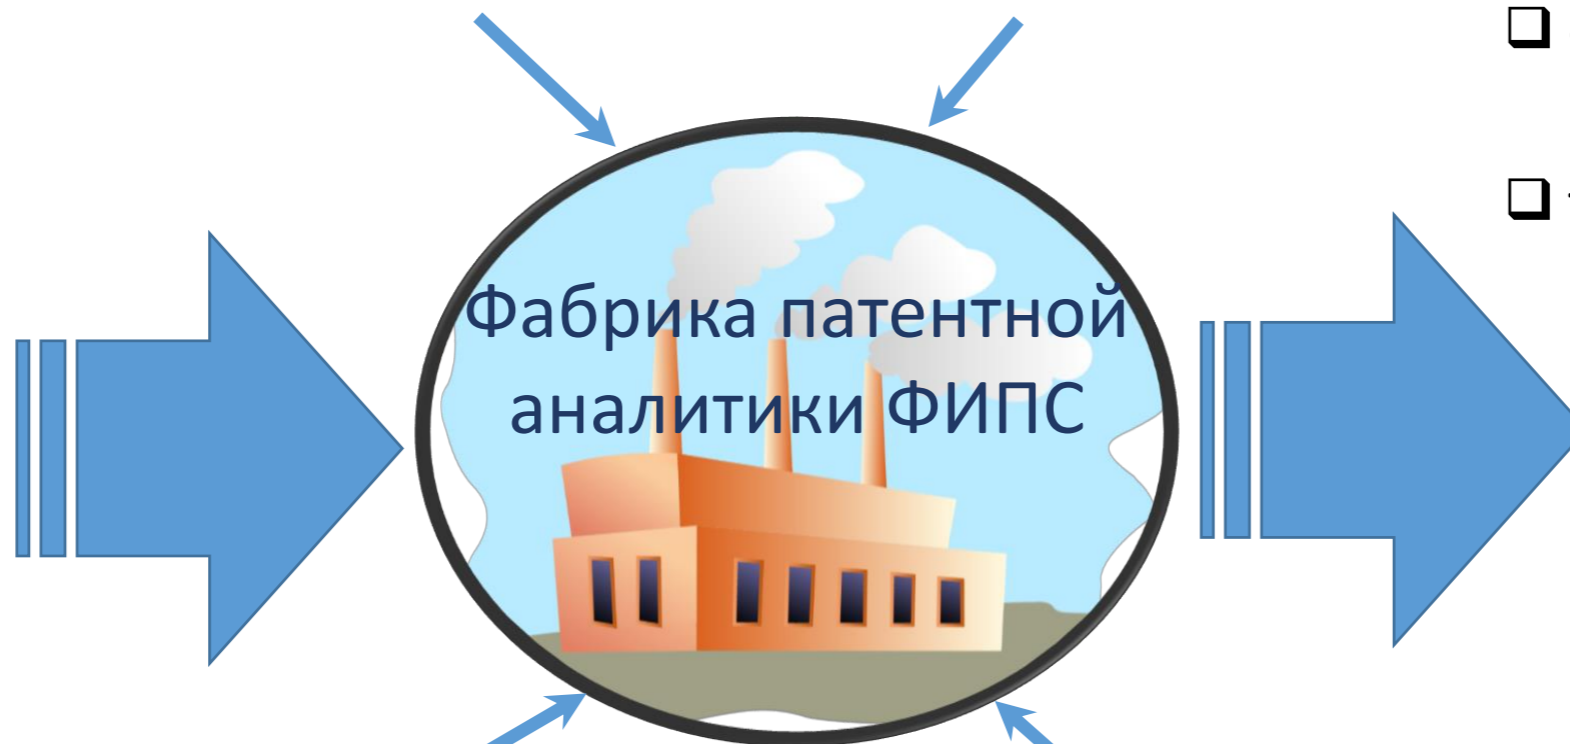 Фабрика патентной
аналитики ФИПС